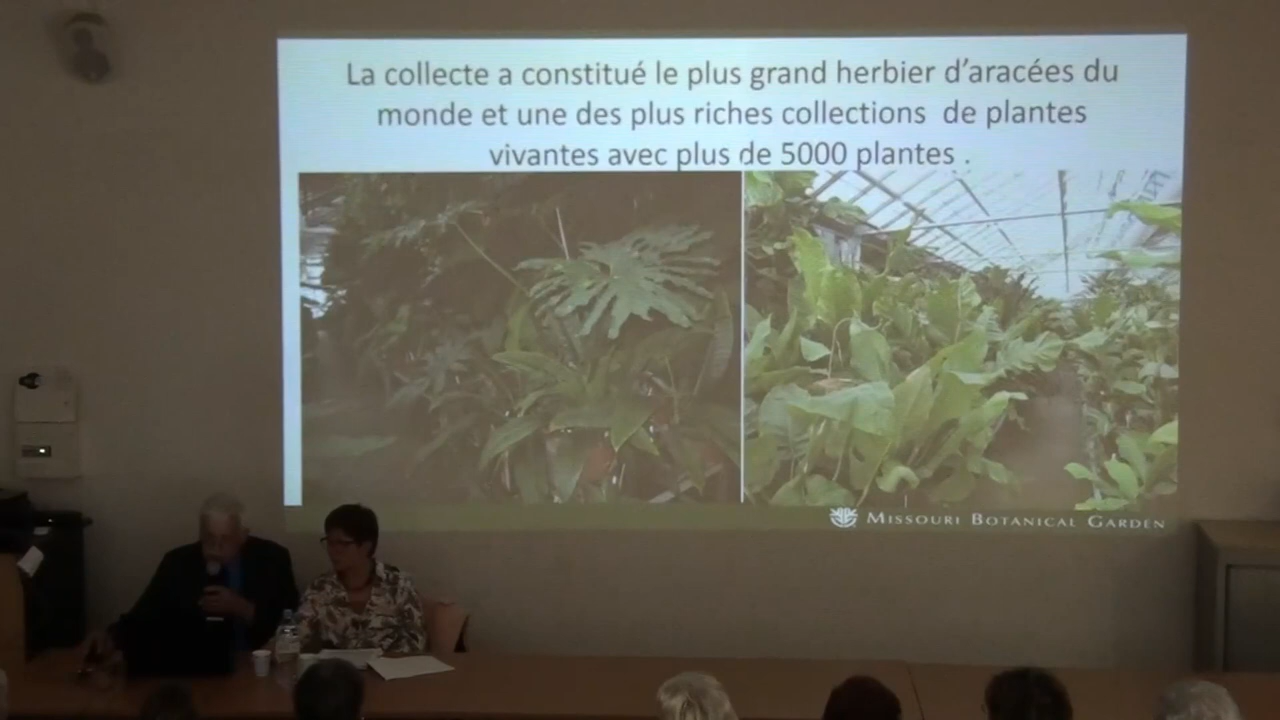 La collecte a constitué le plus grand herbier d'aracées du
monde et une des plus riches collections de plantes
vivantes avec plus de 5000 plantes .
MISSOURI BOTANICAL GARDEN